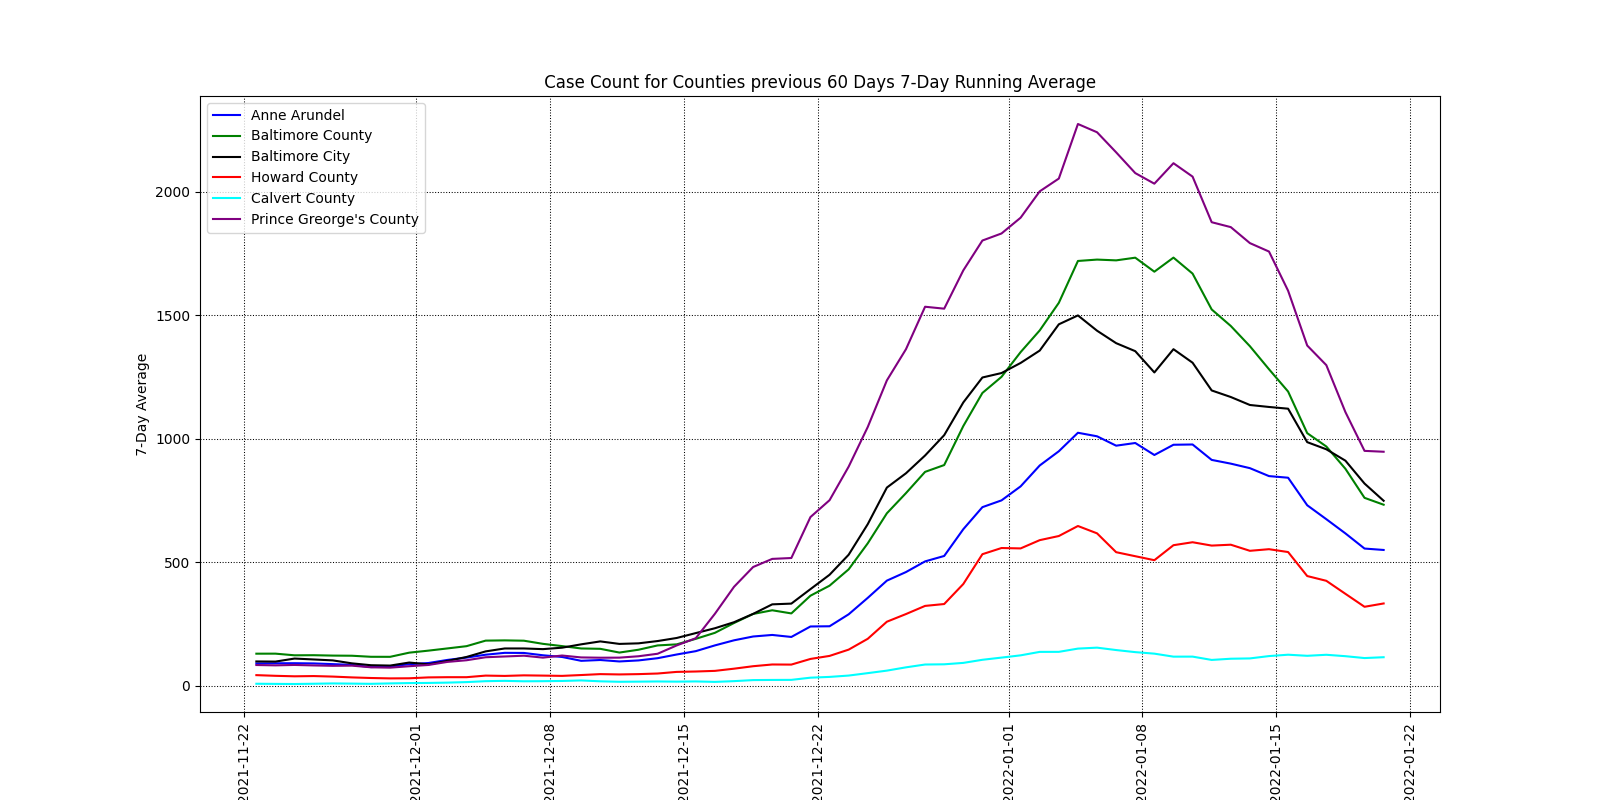 Case Count for Counties previous 60 Days 7-Day Running Average
Anne Arundel
Baltimore County
Baltimore City
Howard County
Calvert County
Prince Greorge's County
7-Day Average
2000
1500
1000
500
0
2021-11-22
2021-12-01
2021-12-08
2021-12-15
2021-12-22
2022-01-01
2022-01-08
2022-01-15
2022-01-22